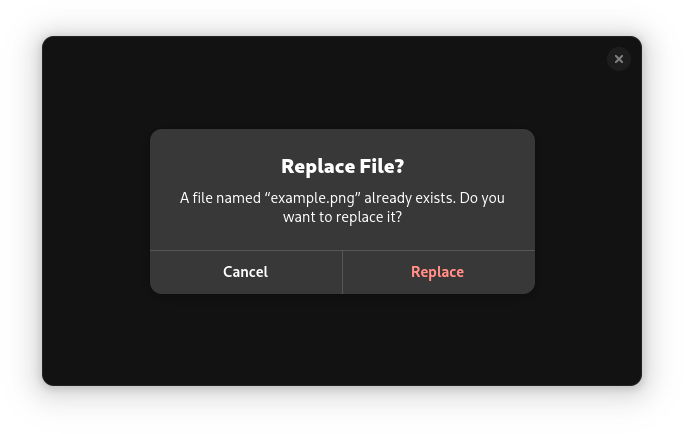 Replace File?
A file named “example.png” already exists. Do you
want to replace it?
Cancel
Replace